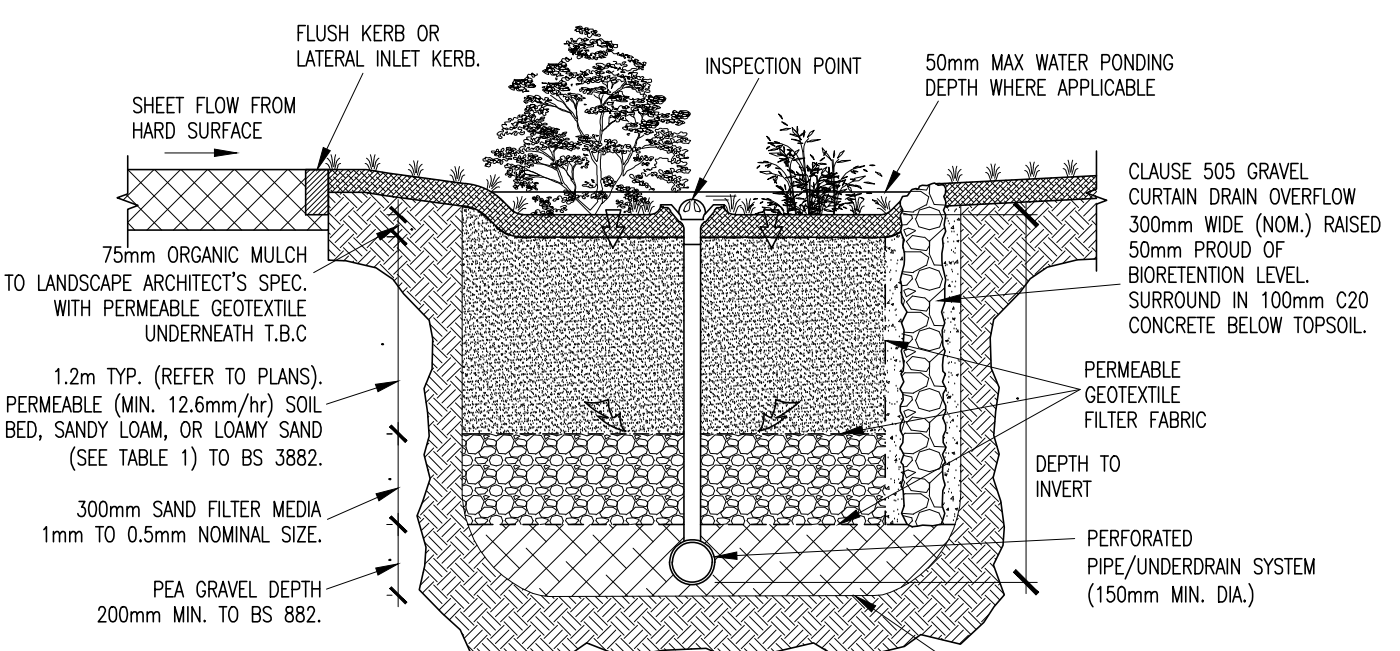 FLUSH KERB OR
LATERAL INLET KERB.
INSPECTION POINT
50mm MAX WATER PONDING
DEPTH WHERE APPLICABLE
SHEET FLOW FROM
HARD SURFACE
CLAUSE 505 GRAVEL
CURTAIN DRAIN OVERFLOW
300mm WIDE (NOM.) RAISED
50mm PROUD OF
BIORETENTION LEVEL.
SURROUND IN 100mm C20
CONCRETE BELOW TOPSOIL.
75mm ORGANIC MULCH
TO LANDSCAPE ARCHITECT'S SPEC.
WITH PERMEABLE GEOTEXTILE
UNDERNEATH T.B.C
1.2m TYP. (REFER TO PLANS).
PERMEABLE (MIN. 12.6mm/hr) SOIL
BED, SANDY LOAM, OR LOAMY SAND
(SEE TABLE 1) TO BS 3882.
PERMEABLE
GEOTEXTILE
FILTER FABRIC
DEPTH TO
INVERT
300mm SAND FILTER MEDIA
1mm TO 0.5mm NOMINAL SIZE.
PERFORATED
PIPE/UNDERDRAIN SYSTEM
(150mm MIN. DIA.)
PEA GRAVEL DEPTH
200mm MIN. TO BS 882.